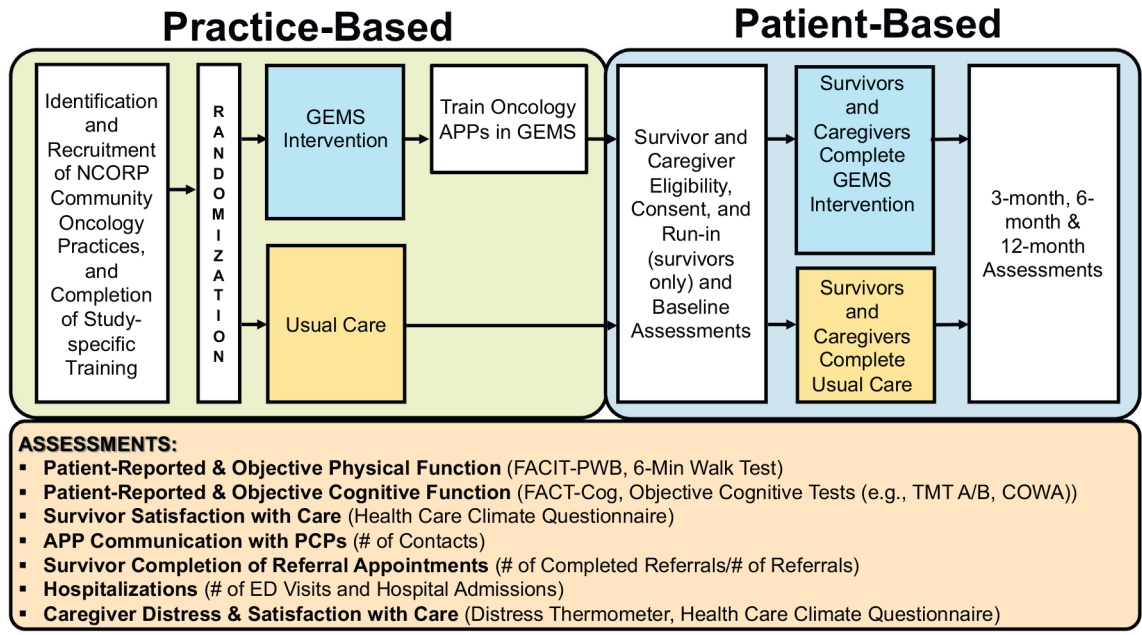 Practice-Based
Patient-Based
Identification
and
Recruitment
of NCORP
Community
Oncology
Practices,
and
Completion
of Study-
specific
Training
R
A
N
D
O
M
I
Z
A
T
I
O
N
GEMS
Intervention
Train Oncology
APPs in GEMS
Usual Care
Survivor and
Caregiver
Eligibility,
Consent, and
Run-in
(survivors
only) and
Baseline
Assessments
Survivors
and
Caregivers
Complete
GEMS
Intervention
Survivors
and
Caregivers
Complete
Usual Care
3-month, 6-
month &
12-month
Assessments
ASSESSMENTS:
▪ Patient-Reported & Objective Physical Function (FACIT-PWB, 6-Min Walk Test)
▪ Patient-Reported & Objective Cognitive Function (FACT-Cog, Objective Cognitive Tests (e.g., TMT A/B, COWA))
▪ Survivor Satisfaction with Care (Health Care Climate Questionnaire)
▪ APP Communication with PCPs (# of Contacts)
▪ Survivor Completion of Referral Appointments (# of Completed Referrals/# of Referrals)
▪ Hospitalizations (# of ED Visits and Hospital Admissions)
▪ Caregiver Distress & Satisfaction with Care (Distress Thermometer, Health Care Climate Questionnaire)